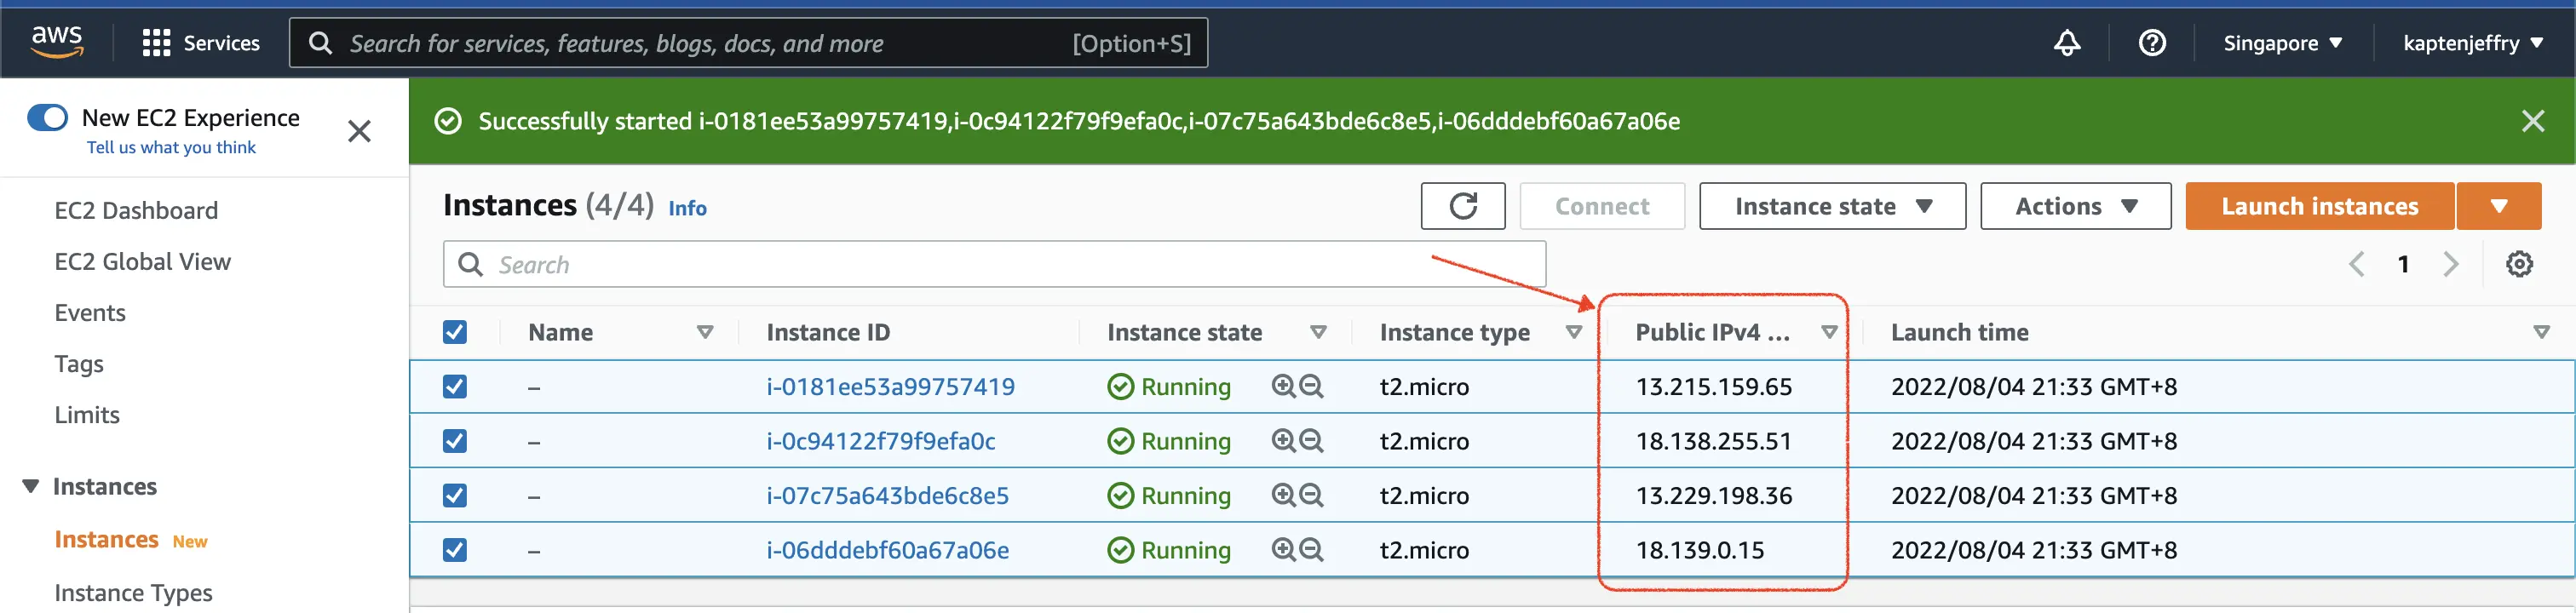 aws Services Search for services, features, blogs, docs, and more [Option+S] Singapore kaptenjeffry
New EC2 Experience
Tell us what you think
EC2 Dashboard
EC2 Global View
Events
Tags
Limits
Instances
Instances New
Instance Types
Successfully started i-0181ee53a99757419,i-0c94122f79f9efa0c,i-07c75a643bde6c8e5,i-06dddebf60a67a06e
Instances (4/4) Info Connect Instance state Actions Launch instances
Search 1
Name Instance ID Instance state Instance type Public IPv4 ... Launch time
– i-0181ee53a99757419 Running t2.micro 13.215.159.65 2022/08/04 21:33 GMT+8
– i-0c94122f79f9efa0c Running t2.micro 18.138.255.51 2022/08/04 21:33 GMT+8
– i-07c75a643bde6c8e5 Running t2.micro 13.229.198.36 2022/08/04 21:33 GMT+8
– i-06dddebf60a67a06e Running t2.micro 18.139.0.15 2022/08/04 21:33 GMT+8